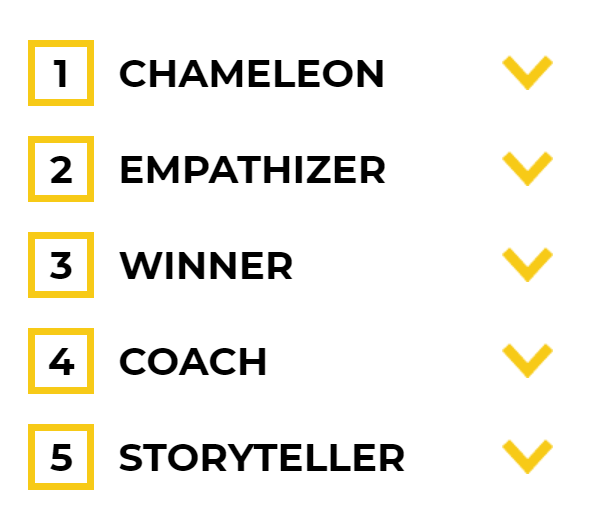 1 CHAMELEON
2 EMPATHIZER
3 WINNER
4 COACH
5 STORYTELLER